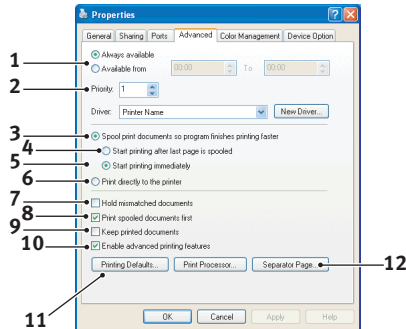 Properties
General Sharing Ports Advanced Color Management Device Option
1 Always available
Available from 00:00 To 00:00
2 Priority: 1
Driver: Printer Name New Driver...
3 Spool print documents so program finishes printing faster
4 Start printing after last page is spooled
5 Start printing immediately
6 Print directly to the printer
7 Hold mismatched documents
8 Print spooled documents first
9 Keep printed documents
10 Enable advanced printing features
Printing Defaults... Print Processor... Separator Page... 12
11
OK Cancel Apply Help